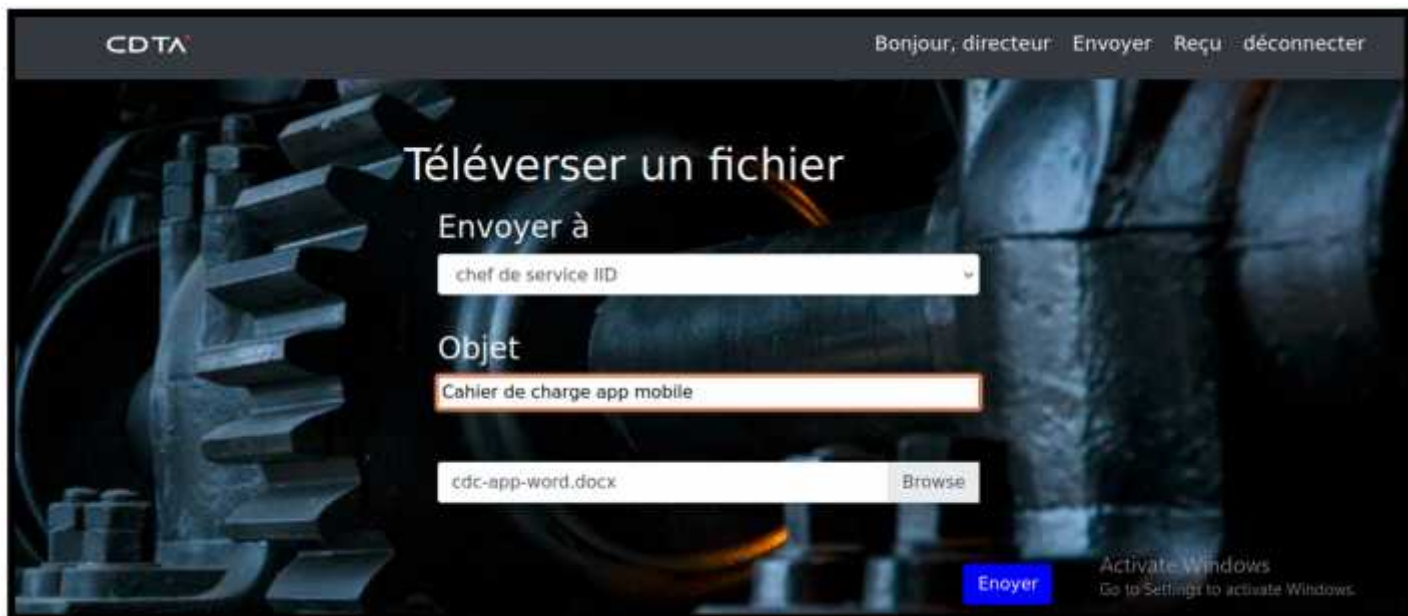 CDTA
Bonjour, directeur Envoyer Reçu déconnecter
Téléverser un fichier
Envoyer à
chef de service IID
Objet
Cahier de charge app mobile
cdc-app-word.docx Browse
Enoyer
Activate Windows
Go to Settings to activate Windows.